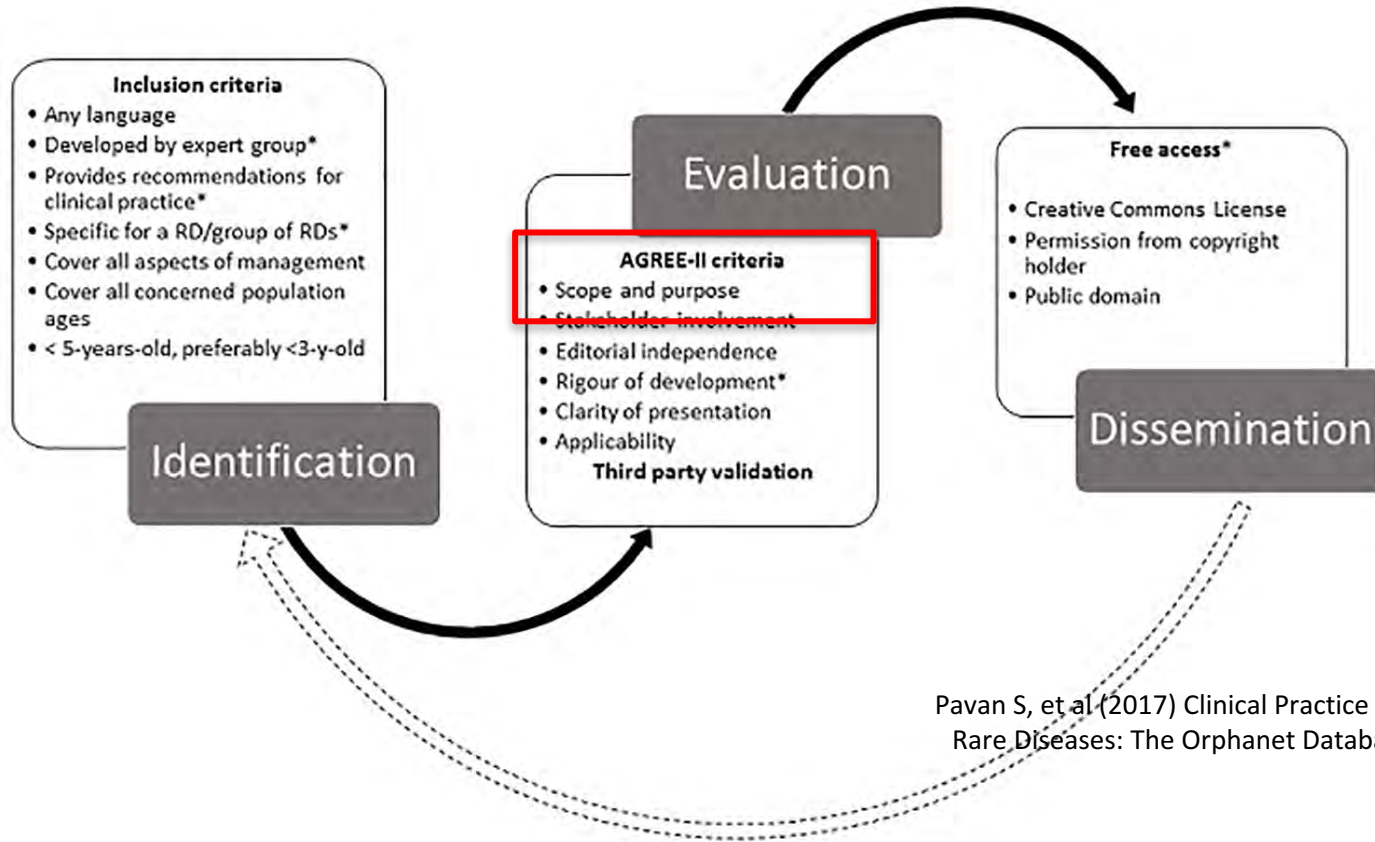 Inclusion criteria
• Any language
• Developed by expert group*
• Provides recommendations for
clinical practice*
• Specific for a RD/group of RDs*
• Cover all aspects of management
• Cover all concerned population
ages
• < 5-years-old, preferably <3-y-old
Identification
Evaluation
AGREE-II criteria
• Scope and purpose
• Stakeholder involvement
• Editorial independence
• Rigour of development*
• Clarity of presentation
• Applicability
Third party validation
Free access*
• Creative Commons License
• Permission from copyright
holder
• Public domain
Dissemination
Pavan S, et al (2017) Clinical Practice
Rare Diseases: The Orphanet